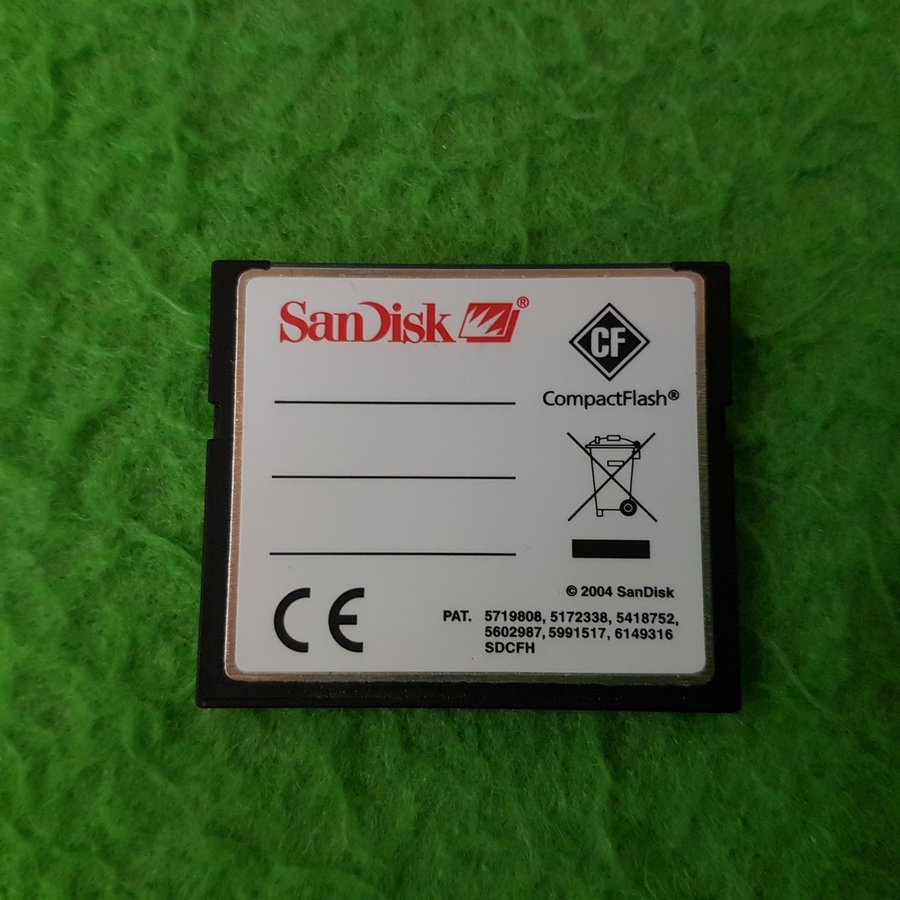 SanDisk ®
CF
CompactFlash®
© 2004 SanDisk
CE
PAT. 5719808, 5172338, 5418752,
5602987, 5991517, 6149316
SDCFH